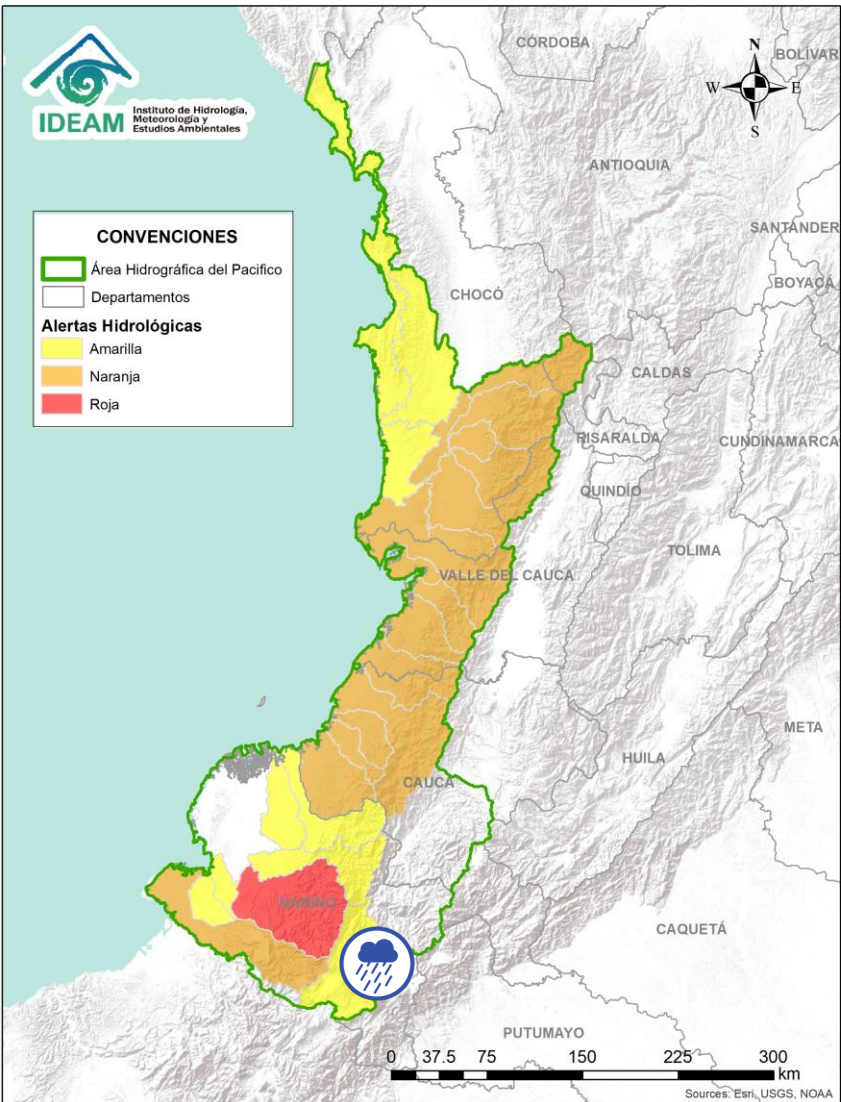 IDEAM
Instituto de Hidrología,
Meteorología y
Estudios Ambientales
N
W E
S
CÓRDOBA
BOLÍVAR
ANTIOQUIA
SANTANDER
BOYACÁ
CHOCÓ
CONVENCIONES
Área Hidrográfica del Pacifico
Departamentos
Alertas Hidrológicas
Amarilla
Naranja
Roja
CALDAS
RISARALDA
CUNDINAMARCA
QUINDÍO
TOLIMA
VALLE DEL CAUCA
META
HUILA
CAUCA
NARIÑO
CAQUETÁ
PUTUMAYO
0 37.5 75 150 225 300
km
Sources: Esri, USGS, NOAA